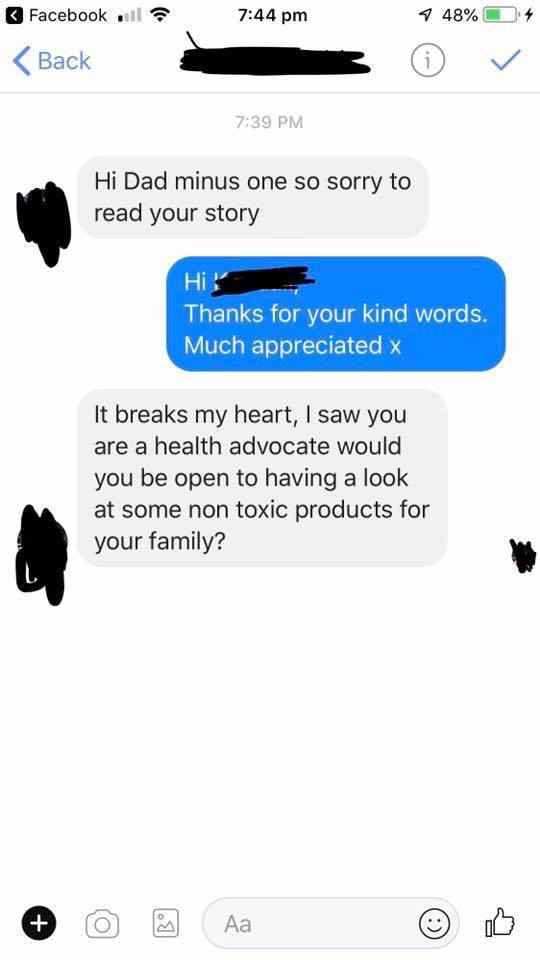 Facebook
7:44 pm
48%
Back
7:39 PM
Hi Dad minus one so sorry to
read your story
Hi
Thanks for your kind words.
Much appreciated x
It breaks my heart, I saw you
are a health advocate would
you be open to having a look
at some non toxic products for
your family?
Aa